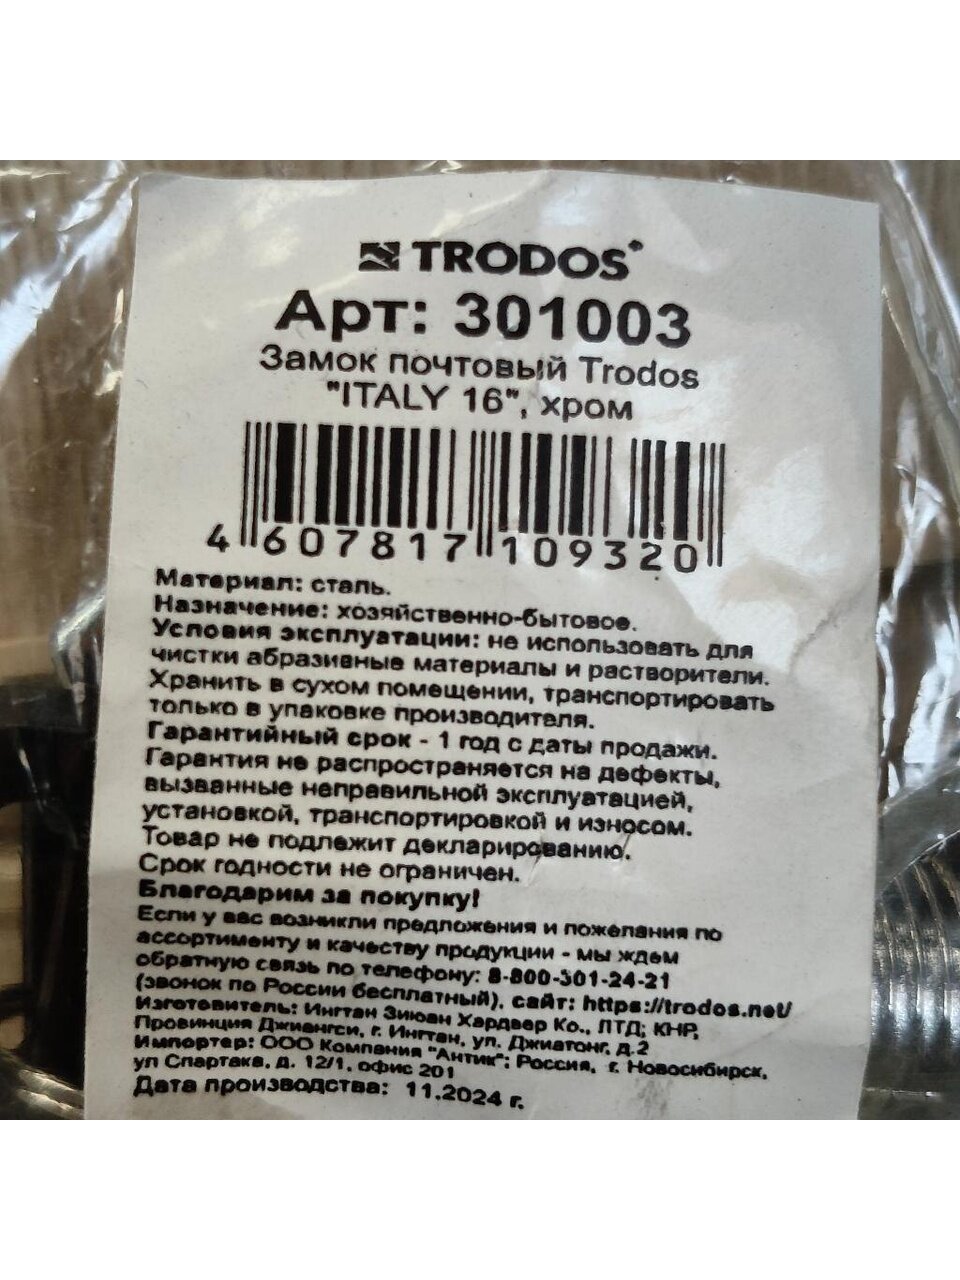 TRODOS
Арт: 301003
Замок почтовый Trodos
"ITALY 16", хром
4 607817 109320
Материал: сталь.
Назначение: хозяйственно-бытовое.
Условия эксплуатации: не использовать для
чистки абразивные материалы и растворители.
Хранить в сухом помещении, транспортировать
только в упаковке производителя.
Гарантийный срок - 1 год с даты продажи.
Гарантия не распространяется на дефекты,
вызванные неправильной эксплуатацией,
установкой, транспортировкой и износом.
Товар не подлежит декларированию.
Срок годности не ограничен.
Благодарим за покупку!
Если у вас возникли предложения и пожелания по
ассортименту и качеству продукции - мы ждем
обратную связь по телефону: 8-800-301-24-21
(звонок по России бесплатный), сайт: https://trodos.net/
Изготовитель: Ингтан Зиюан Хардвер Ко., ЛТД; КНР,
Провинция Джиангси, г. Ингтан, ул. Джиатонг, д.2
Импортер: ООО Компания "Антик"; Россия, г. Новосибирск,
ул Спартака, д. 12/1, офис 201
Дата производства: 11.2024 г.